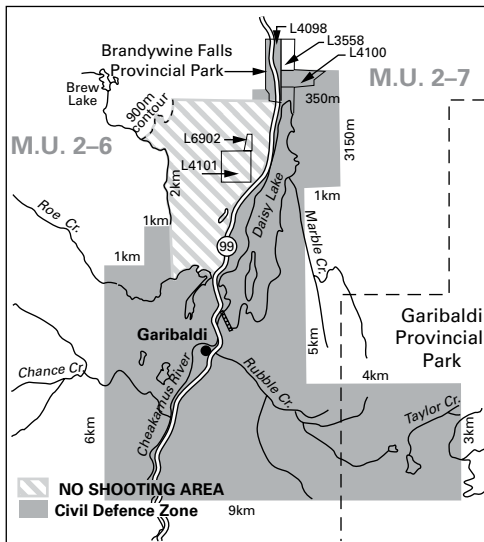 L4098
Brandywine Falls
Provincial Park
L3558
L4100
M.U. 2–7
350m
Brew
Lake
900m
contour
M.U. 2–6
L6902
3150m
L4101
2km
1km
Roe Cr.
1km
Daisy Lake
Marble Cr.
99
1km
Garibaldi
Provincial
Park
Garibaldi
5km
Chance Cr.
Cheakamus River
Rubble Cr.
4km
Taylor Cr.
6km
3km
NO SHOOTING AREA
Civil Defence Zone
9km